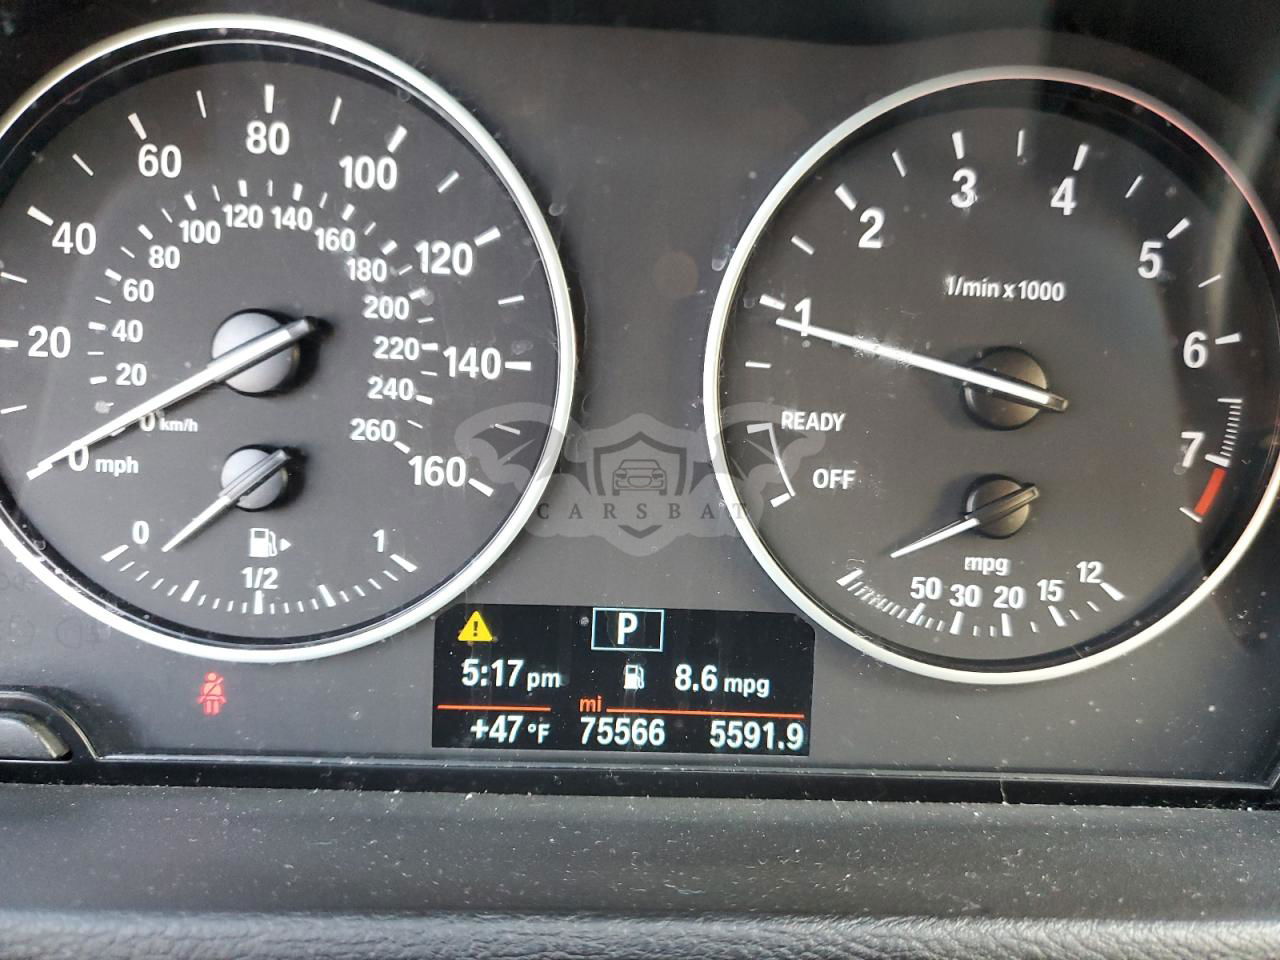 20 40 60 80 100 120 140 160
0 mph
20 40 60 80 100 120 140 160 180 200 220 240 260
0 km/h
0 1/2 1
1 2 3 4 5 6 7
1/min x 1000
READY
OFF
mpg
50 30 20 15 12
CARSBAT
P
5:17 pm 8.6 mpg
mi
+47 °F 75566 5591.9